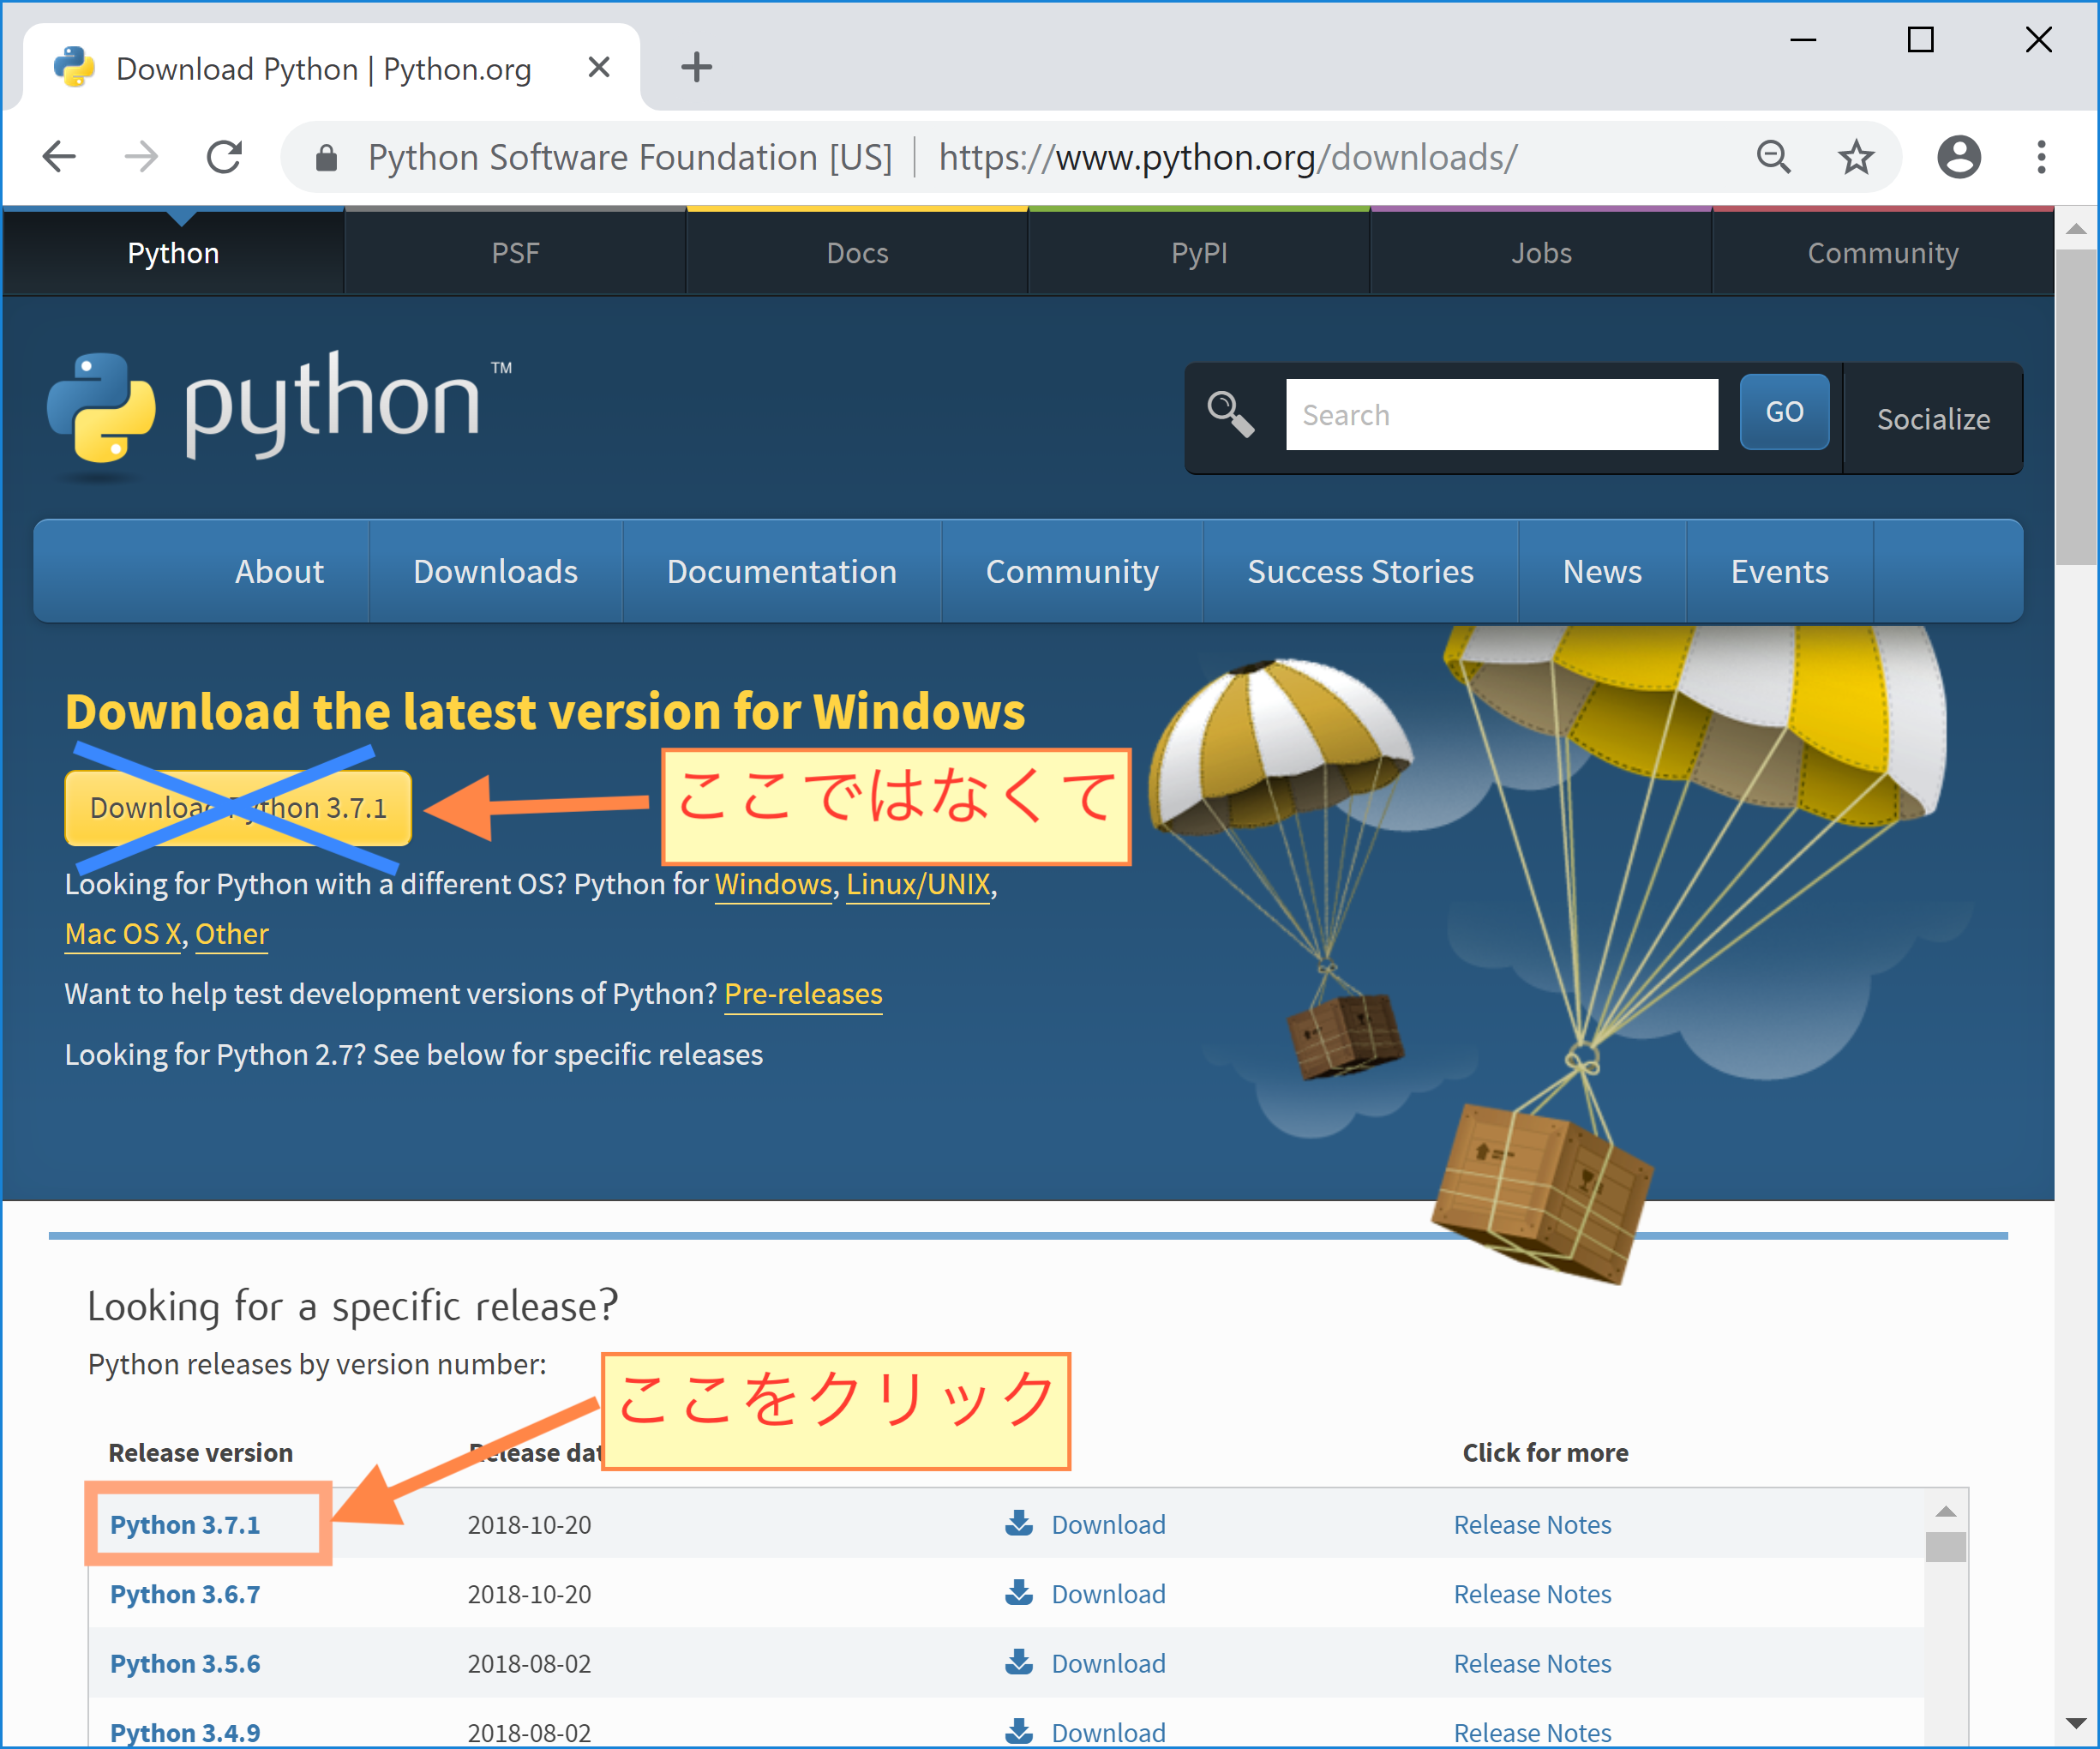 Download Python | Python.org
Python Software Foundation [US] | https://www.python.org/downloads/
Python PSF Docs PyPI Jobs Community
python™
Search GO Socialize
About Downloads Documentation Community Success Stories News Events
Download the latest version for Windows
Download Python 3.7.1
ここではなくて
Looking for Python with a different OS? Python for Windows, Linux/UNIX,
Mac OS X, Other
Want to help test development versions of Python? Pre-releases
Looking for Python 2.7? See below for specific releases
Looking for a specific release?
Python releases by version number:
ここをクリック
Release version Release dat Click for more
Python 3.7.1 2018-10-20 Download Release Notes
Python 3.6.7 2018-10-20 Download Release Notes
Python 3.5.6 2018-08-02 Download Release Notes
Python 3.4.9 2018-08-02 Download Release Notes